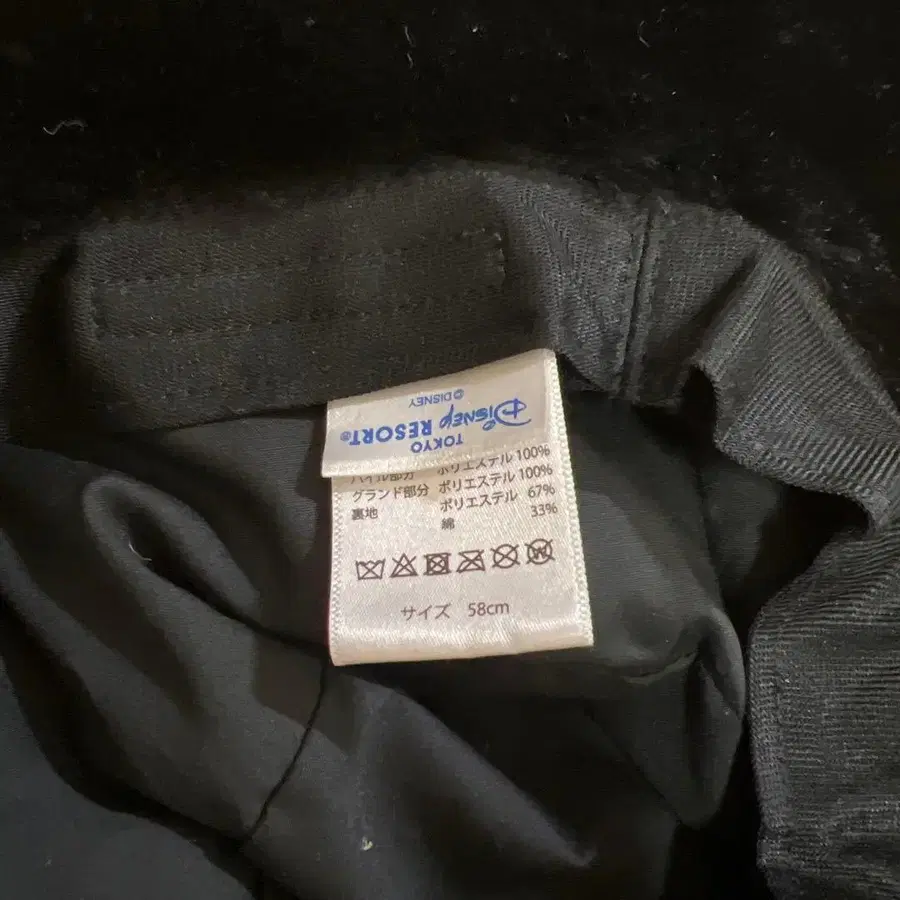 © DISNEY
Disney RESORT®
TOKYO
パイル部分 ポリエステル 100%
グランド部分 ポリエステル 100%
裏地 ポリエステル 67%
綿 33%
サイズ 58cm